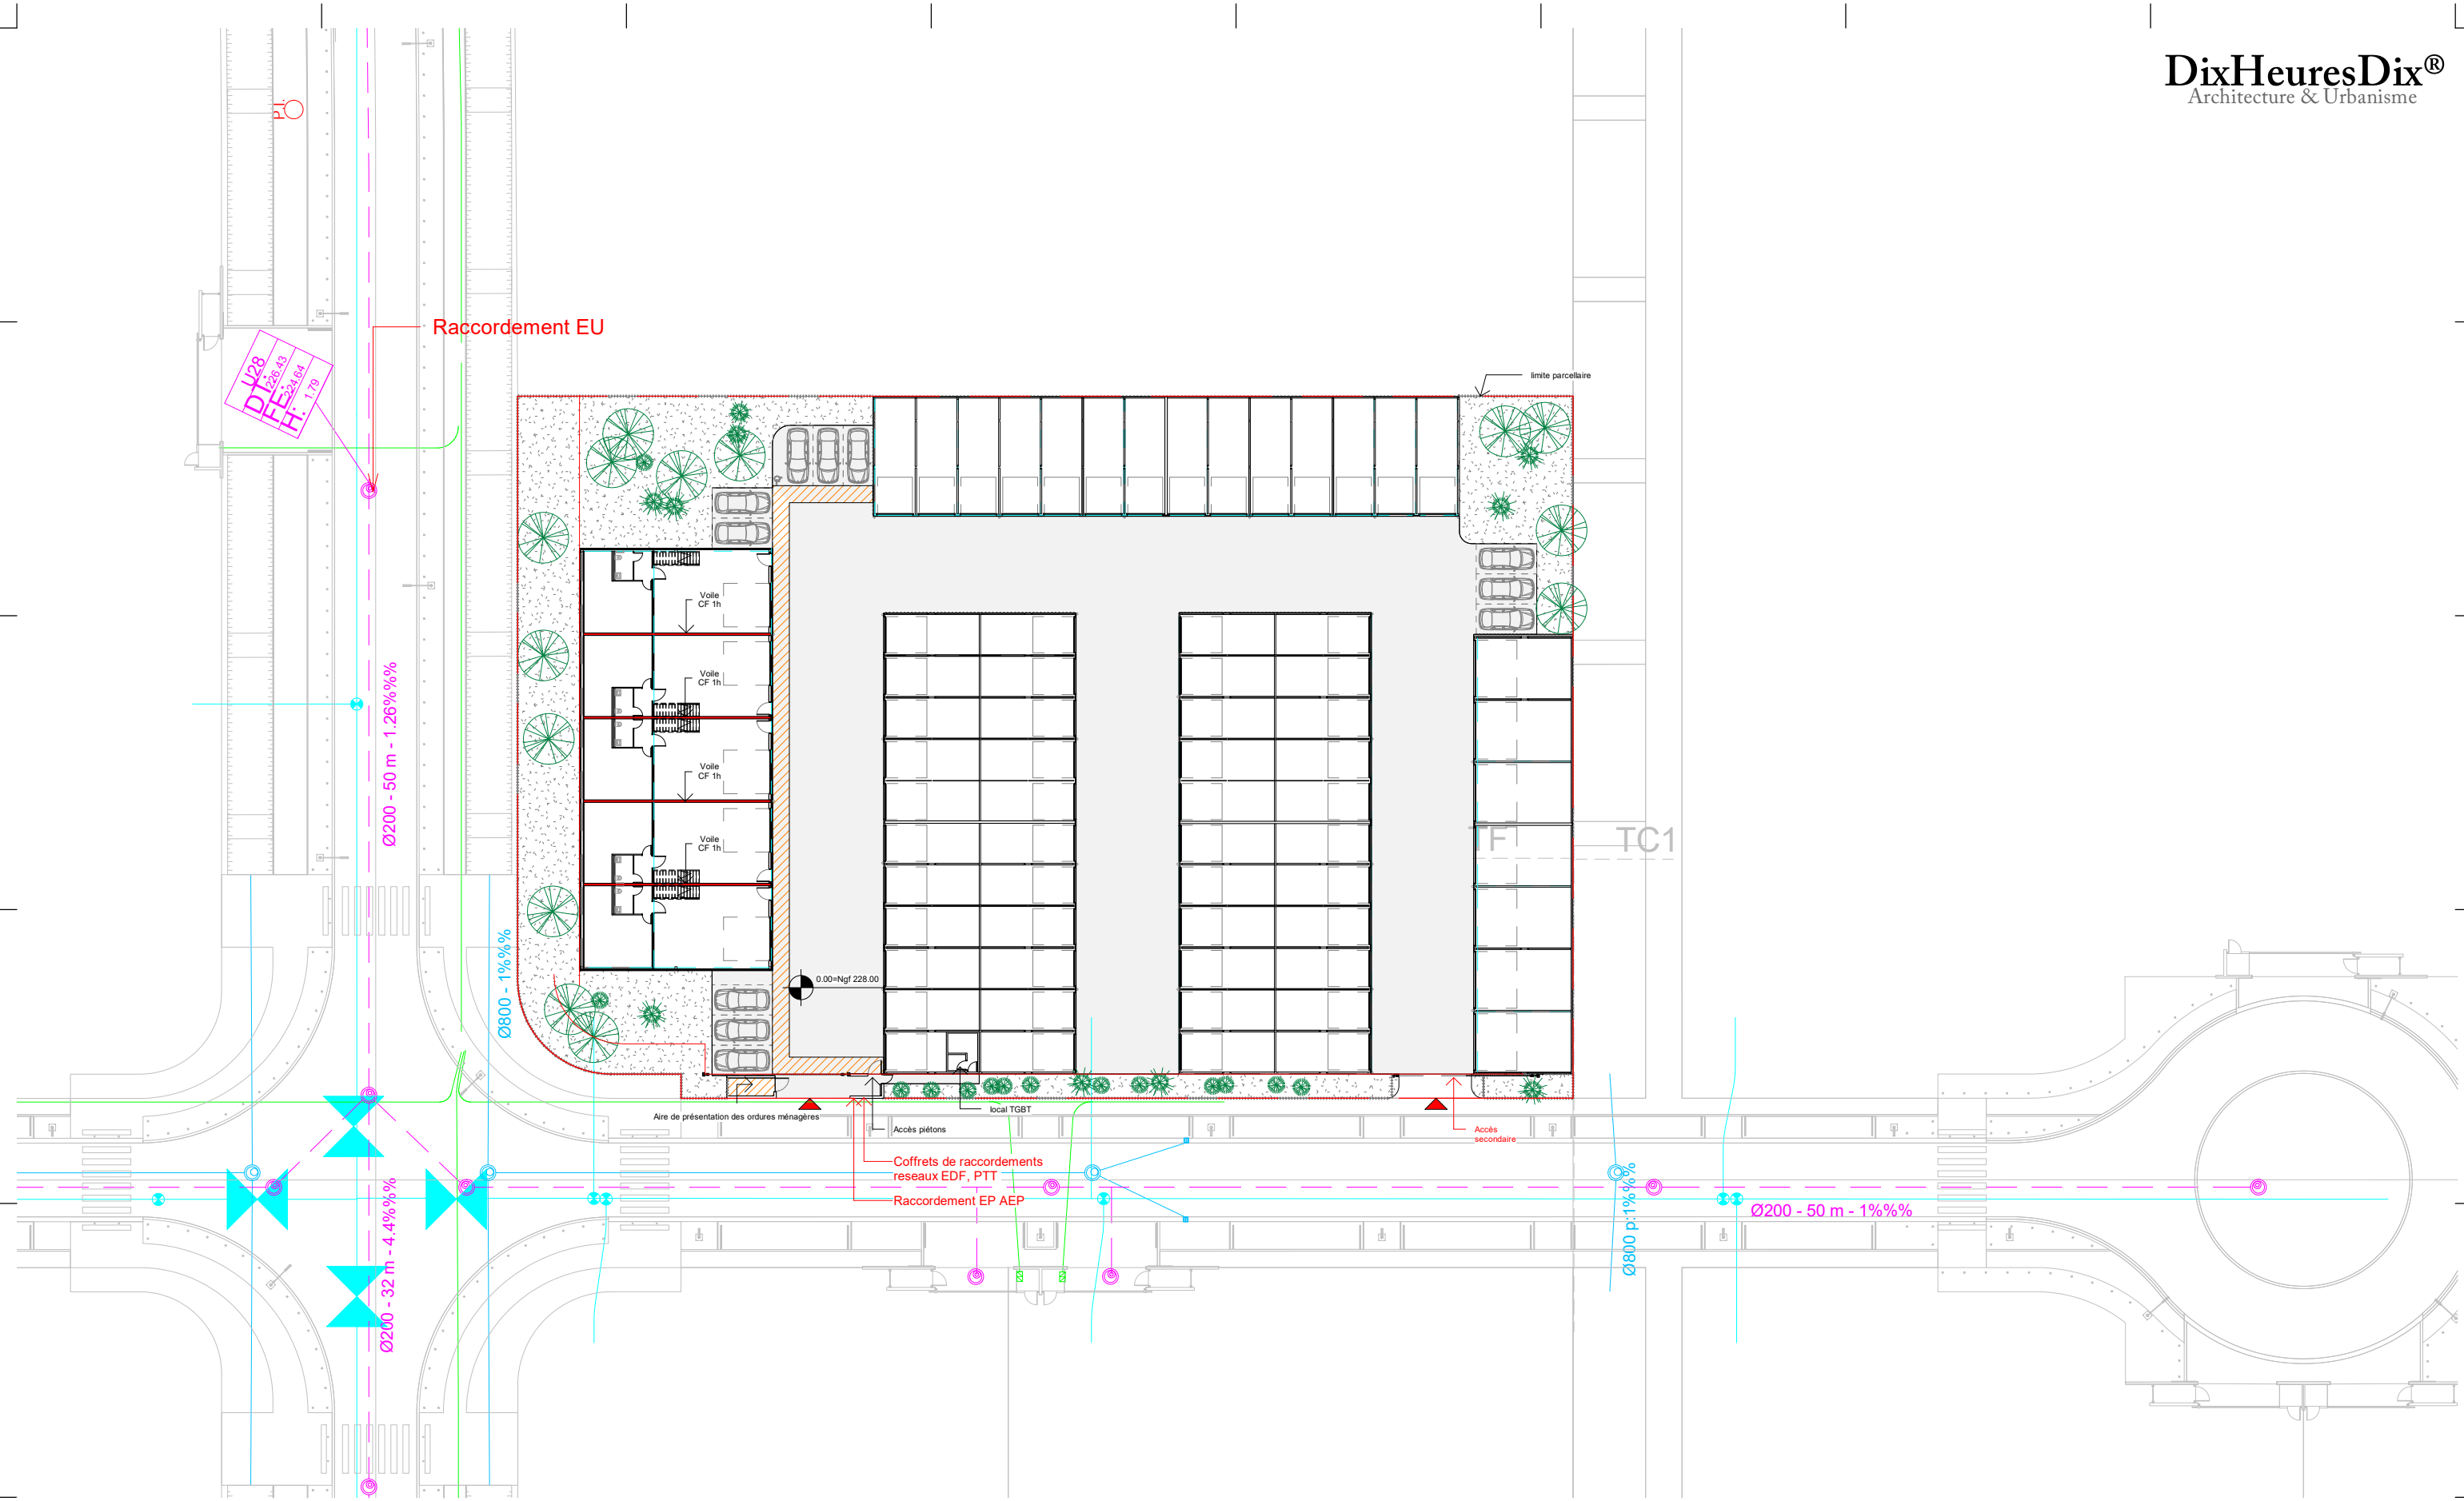 DixHeuresDix®
Architecture & Urbanisme
P.I.
Raccordement EU
U28
DT: 226.43
FE: 224.64
H: 1.79
limite parcellaire
Voile
CF 1h
Voile
CF 1h
Voile
CF 1h
Voile
CF 1h
Ø200 - 50 m - 1.26%%%
TF
TC1
Ø800 - 1%%%
0.00=Ngf 228.00
Aire de présentation des ordures ménagères
local TGBT
Accès piétons
Accès
secondaire
Coffrets de raccordements
reseaux EDF, PTT
Raccordement EP AEP
Ø200 - 32 m - 4.4%%%
Ø800 p:1%%%
Ø200 - 50 m - 1%%%